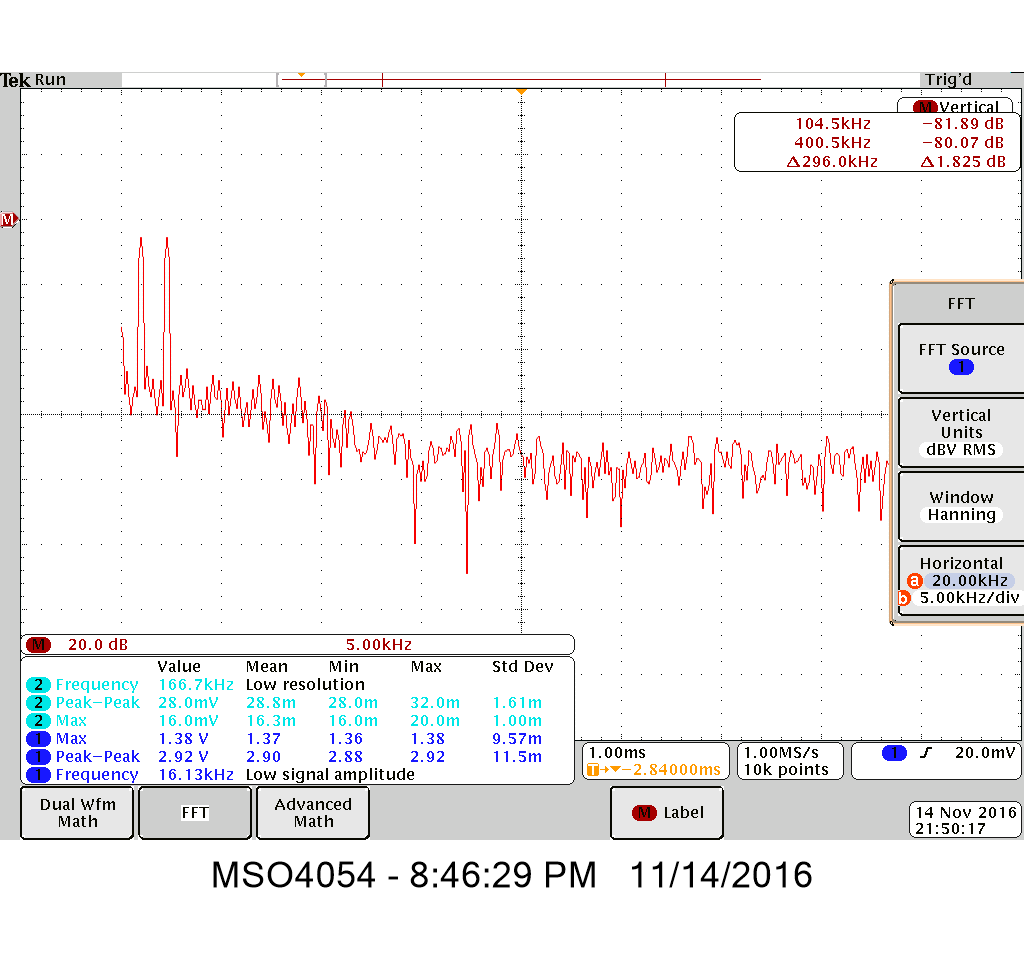 Tek Run Trig'd
M Vertical
104.5kHz −81.89 dB
400.5kHz −80.07 dB
Δ296.0kHz Δ1.825 dB
M
FFT
FFT Source
1
Vertical
Units
dBV RMS
Window
Hanning
Horizontal
a 20.00kHz
b 5.00kHz/div
M 20.0 dB 5.00kHz
Value Mean Min Max Std Dev
2 Frequency 166.7kHz Low resolution
2 Peak−Peak 28.0mV 28.8m 28.0m 32.0m 1.61m
2 Max 16.0mV 16.3m 16.0m 20.0m 1.00m
1 Max 1.38 V 1.37 1.36 1.38 9.57m
1 Peak−Peak 2.92 V 2.90 2.88 2.92 11.5m
1 Frequency 16.13kHz Low signal amplitude
1.00ms
T→▼−2.84000ms
1.00MS/s
10k points
1 20.0mV
Dual Wfm
Math
FFT
Advanced
Math
M Label
14 Nov 2016
21:50:17
MSO4054 - 8:46:29 PM 11/14/2016